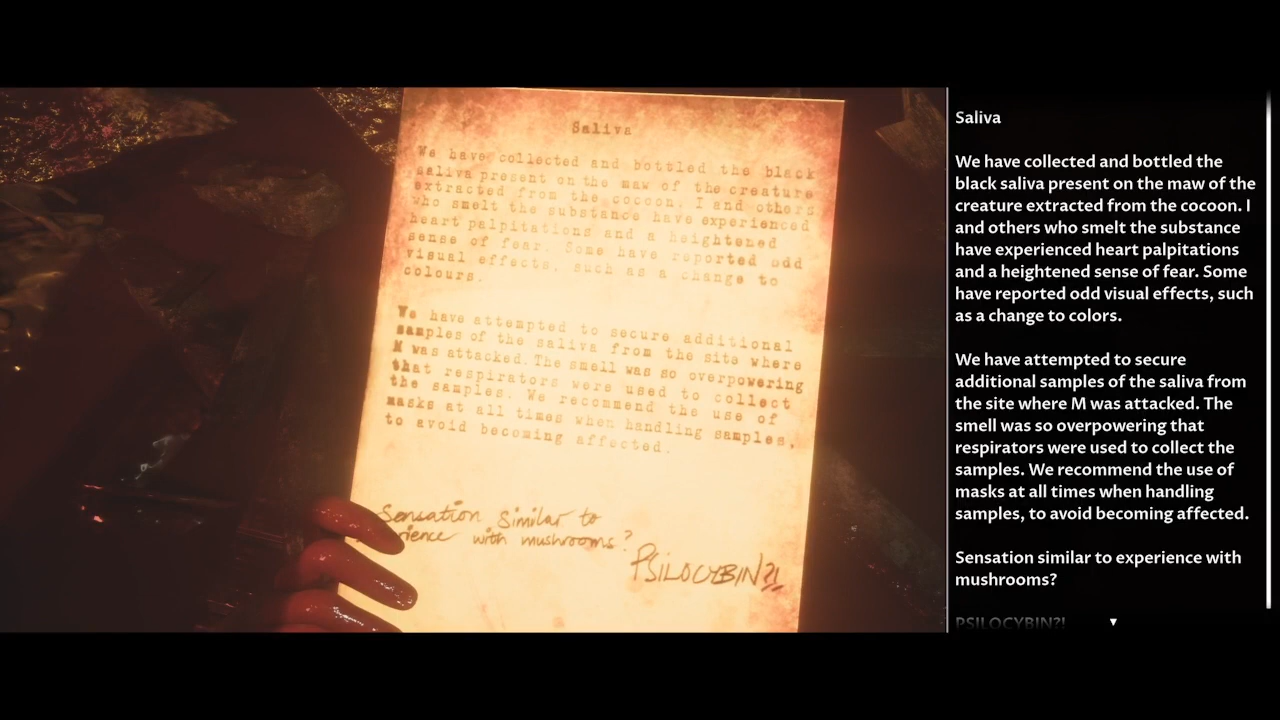 Saliva
We have collected and bottled the black
saliva present on the maw of the creature
extracted from the cocoon. I and others
who smelt the substance have experienced
heart palpitations and a heightened
sense of fear. Some have reported odd
visual effects, such as a change to
colours.
We have attempted to secure additional
samples of the saliva from the site where
M was attacked. The smell was so overpowering
that respirators were used to collect
the samples. We recommend the use of
masks at all times when handling samples,
to avoid becoming affected.
Sensation similar to
rience with mushrooms?
PSILOCYBIN?!
Saliva
We have collected and bottled the
black saliva present on the maw of the
creature extracted from the cocoon. I
and others who smelt the substance
have experienced heart palpitations
and a heightened sense of fear. Some
have reported odd visual effects, such
as a change to colors.
We have attempted to secure
additional samples of the saliva from
the site where M was attacked. The
smell was so overpowering that
respirators were used to collect the
samples. We recommend the use of
masks at all times when handling
samples, to avoid becoming affected.
Sensation similar to experience with
mushrooms?
PSILOCYBIN?!